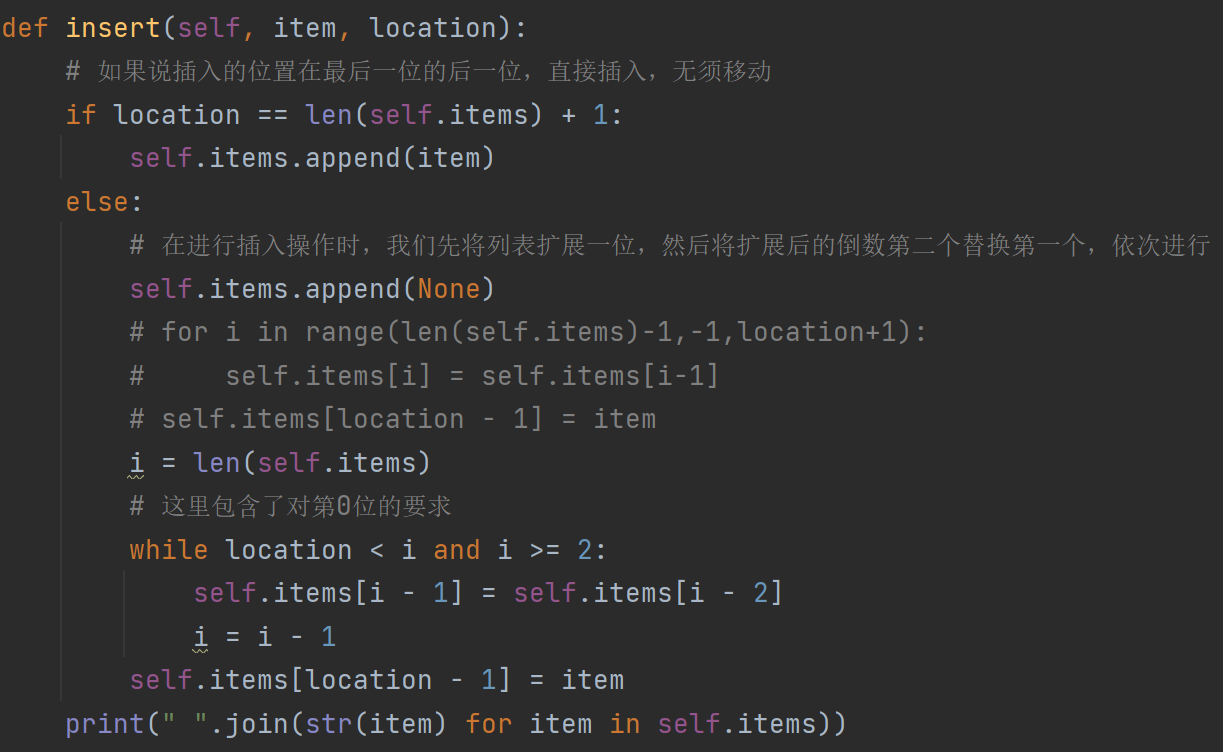 def insert(self, item, location):
    # 如果说插入的位置在最后一位的后一位，直接插入，无须移动
    if location == len(self.items) + 1:
        self.items.append(item)
    else:
        # 在进行插入操作时，我们先将列表扩展一位，然后将扩展后的倒数第二个替换第一个，依次进行
        self.items.append(None)
        # for i in range(len(self.items)-1,-1,location+1):
        #     self.items[i] = self.items[i-1]
        # self.items[location - 1] = item
        i = len(self.items)
        # 这里包含了对第0位的要求
        while location < i and i >= 2:
            self.items[i - 1] = self.items[i - 2]
            i = i - 1
        self.items[location - 1] = item
    print(" ".join(str(item) for item in self.items))